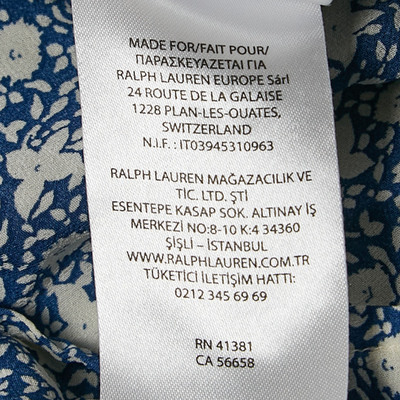 MADE FOR/FAIT POUR/
ΠΑΡΑΣΚΕΥΑΖΕΤΑΙ ΓΙΑ
RALPH LAUREN EUROPE Sárl
24 ROUTE DE LA GALAISE
1228 PLAN-LES-OUATES,
SWITZERLAND
N.I.F. : IT03945310963
RALPH LAUREN MAĞAZACILIK VE
TİC. LTD. ŞTİ
ESENTEPE KASAP SOK. ALTINAY İŞ
MERKEZİ NO:8-10 K:4 34360
ŞİŞLİ – İSTANBUL
WWW.RALPHLAUREN.COM.TR
TÜKETİCİ İLETİŞİM HATTI:
0212 345 69 69
RN 41381
CA 56658